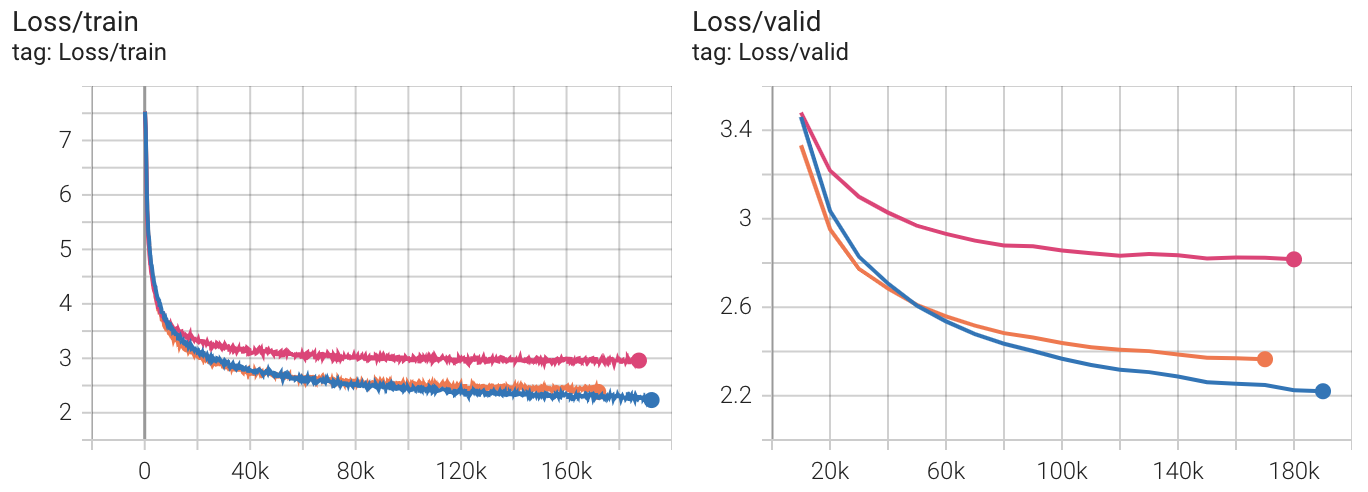 Loss/train
tag: Loss/train
7
6
5
4
3
2
0 40k 80k 120k 160k
Loss/valid
tag: Loss/valid
3.4
3
2.6
2.2
20k 60k 100k 140k 180k